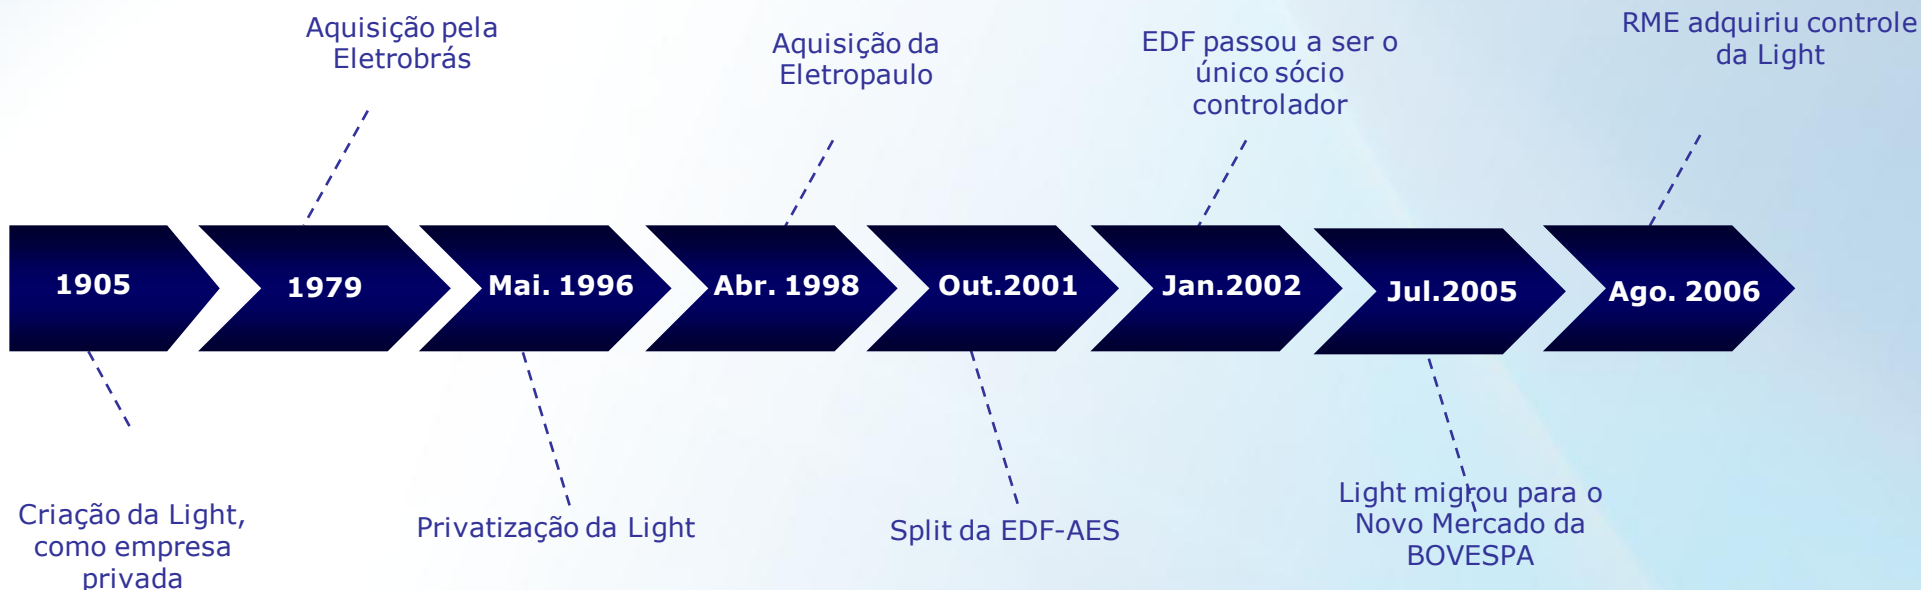 Aquisição pela
Eletrobrás
Aquisição da
Eletropaulo
EDF passou a ser o
único sócio
controlador
RME adquiriu controle
da Light
1905
1979
Mai. 1996
Abr. 1998
Out.2001
Jan.2002
Jul.2005
Ago. 2006
Criação da Light,
como empresa
privada
Privatização da Light
Split da EDF-AES
Light migrou para o
Novo Mercado da
BOVESPA